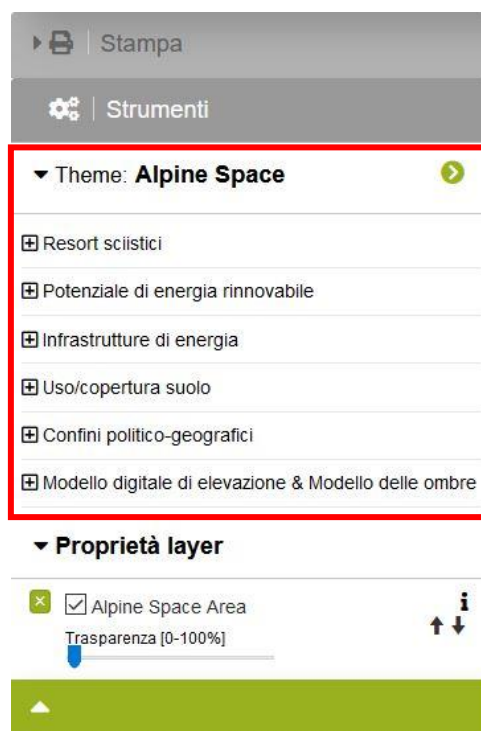 Stampa
Strumenti
Theme: Alpine Space
Resort sciistici
Potenziale di energia rinnovabile
Infrastrutture di energia
Uso/copertura suolo
Confini politico-geografici
Modello digitale di elevazione & Modello delle ombre
Proprietà layer
Alpine Space Area
Trasparenza [0-100%]